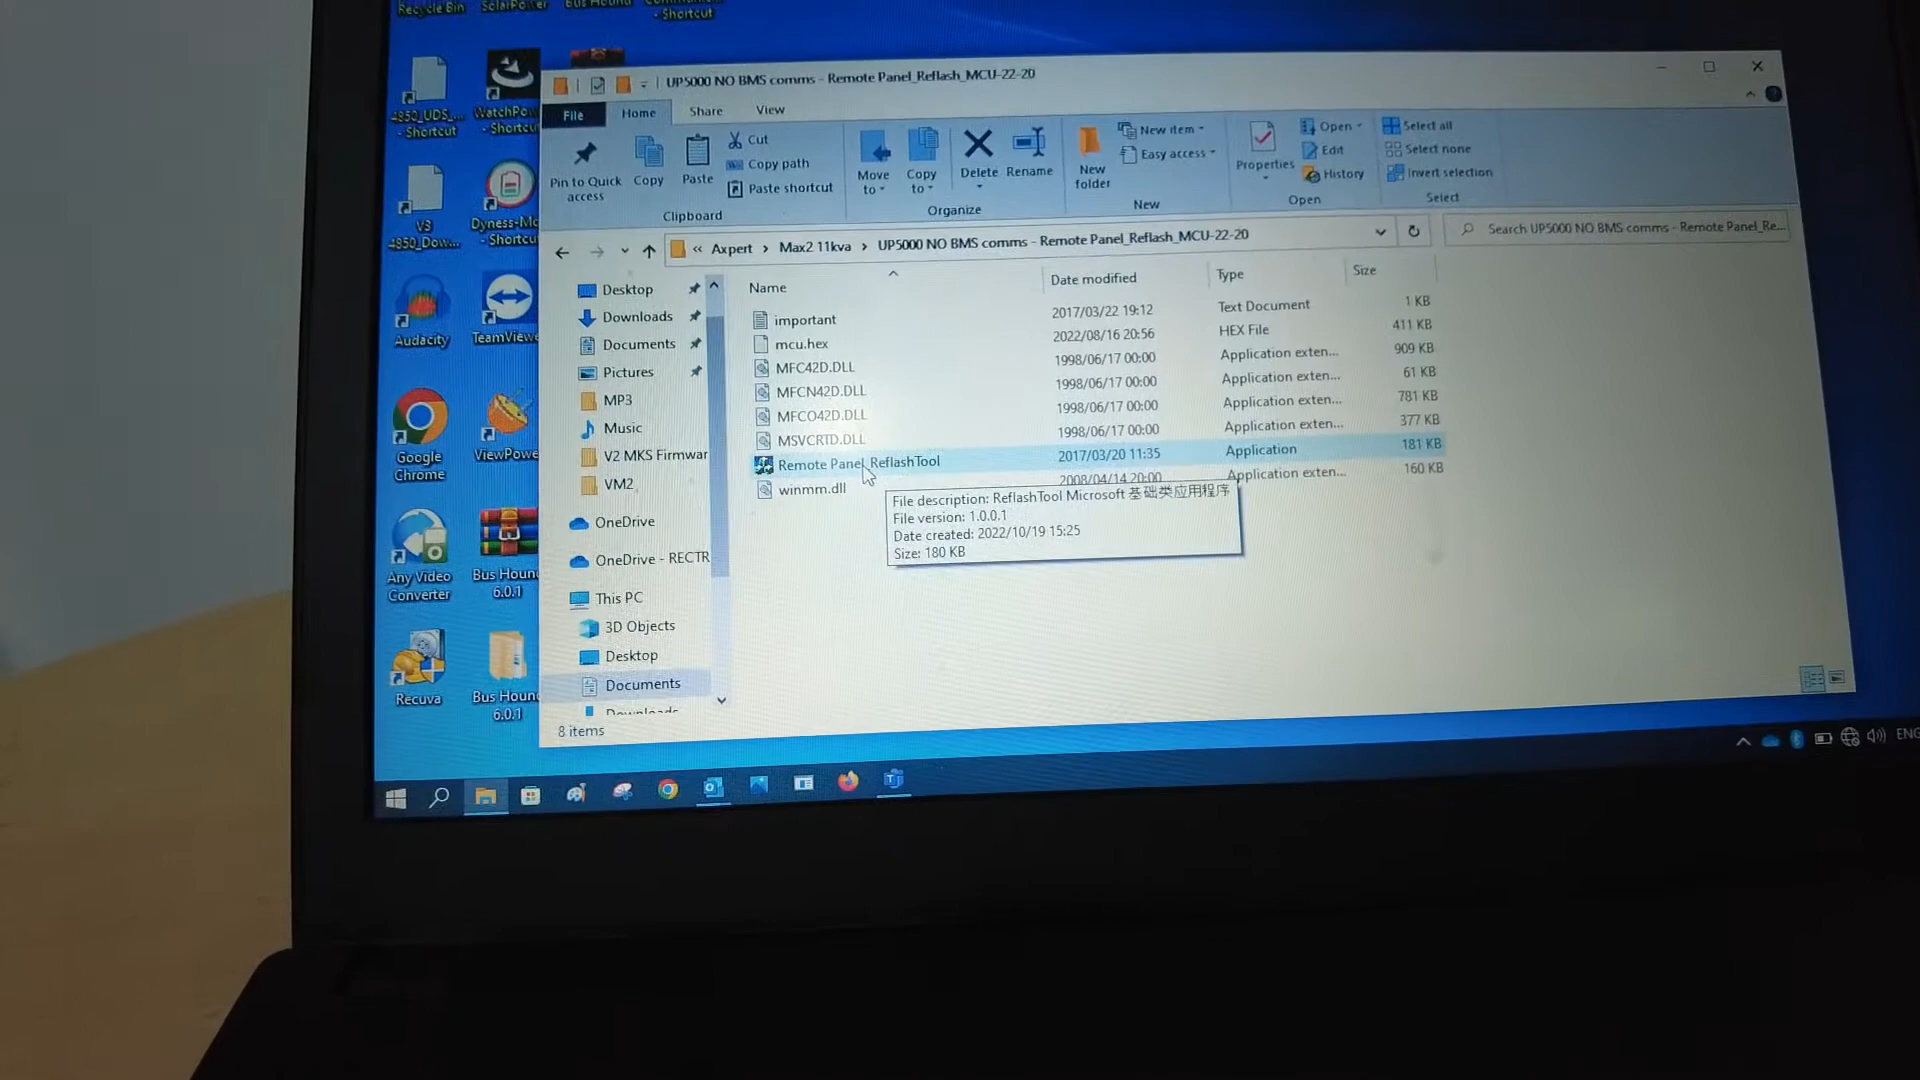 Recycle Bin
SolarPower
Bus Hound
- Shortcut
4850_UDS_...
- Shortcut
WatchPow
- Shortcu
V3
4850_Dow...
Dyness-Mo
- Shortcu
Audacity
TeamViewe
Google
Chrome
ViewPowe
Any Video
Converter
Bus Houn
6.0.1
Recuva
Bus Houn
6.0.1
UP5000 NO BMS comms - Remote Panel_Reflash_MCU-22-20
File
Home
Share
View
Pin to Quick
access
Copy
Paste
Cut
Copy path
Paste shortcut
Clipboard
Move
to
Copy
to
Delete
Rename
Organize
New
folder
New item
Easy access
New
Properties
Open
Edit
History
Open
Select all
Select none
Invert selection
Select
« Axpert › Max2 11kva › UP5000 NO BMS comms - Remote Panel_Reflash_MCU-22-20
Search UP5000 NO BMS comms - Remote Panel_Re...
Desktop
Downloads
Documents
Pictures
MP3
Music
V2 MKS Firmwar
VM2
OneDrive
OneDrive - RECTR
This PC
3D Objects
Desktop
Documents
Downloads
Name Date modified Type Size
important 2017/03/22 19:12 Text Document 1 KB
mcu.hex 2022/08/16 20:56 HEX File 411 KB
MFC42D.DLL 1998/06/17 00:00 Application exten... 909 KB
MFCN42D.DLL 1998/06/17 00:00 Application exten... 61 KB
MFCO42D.DLL 1998/06/17 00:00 Application exten... 781 KB
MSVCRTD.DLL 1998/06/17 00:00 Application exten... 377 KB
Remote Panel_ReflashTool 2017/03/20 11:35 Application 181 KB
winmm.dll 2008/04/14 20:00 Application exten... 160 KB
File description: ReflashTool Microsoft 基础类应用程序
File version: 1.0.0.1
Date created: 2022/10/19 15:25
Size: 180 KB
8 items
ENG